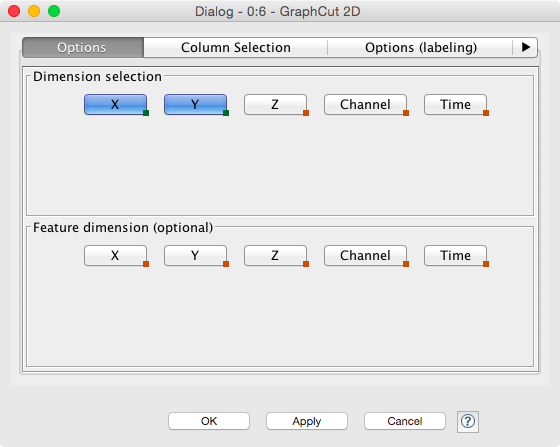 Dialog - 0:6 - GraphCut 2D
Options Column Selection Options (labeling)
Dimension selection
X Y Z Channel Time
Feature dimension (optional)
X Y Z Channel Time
OK Apply Cancel ?